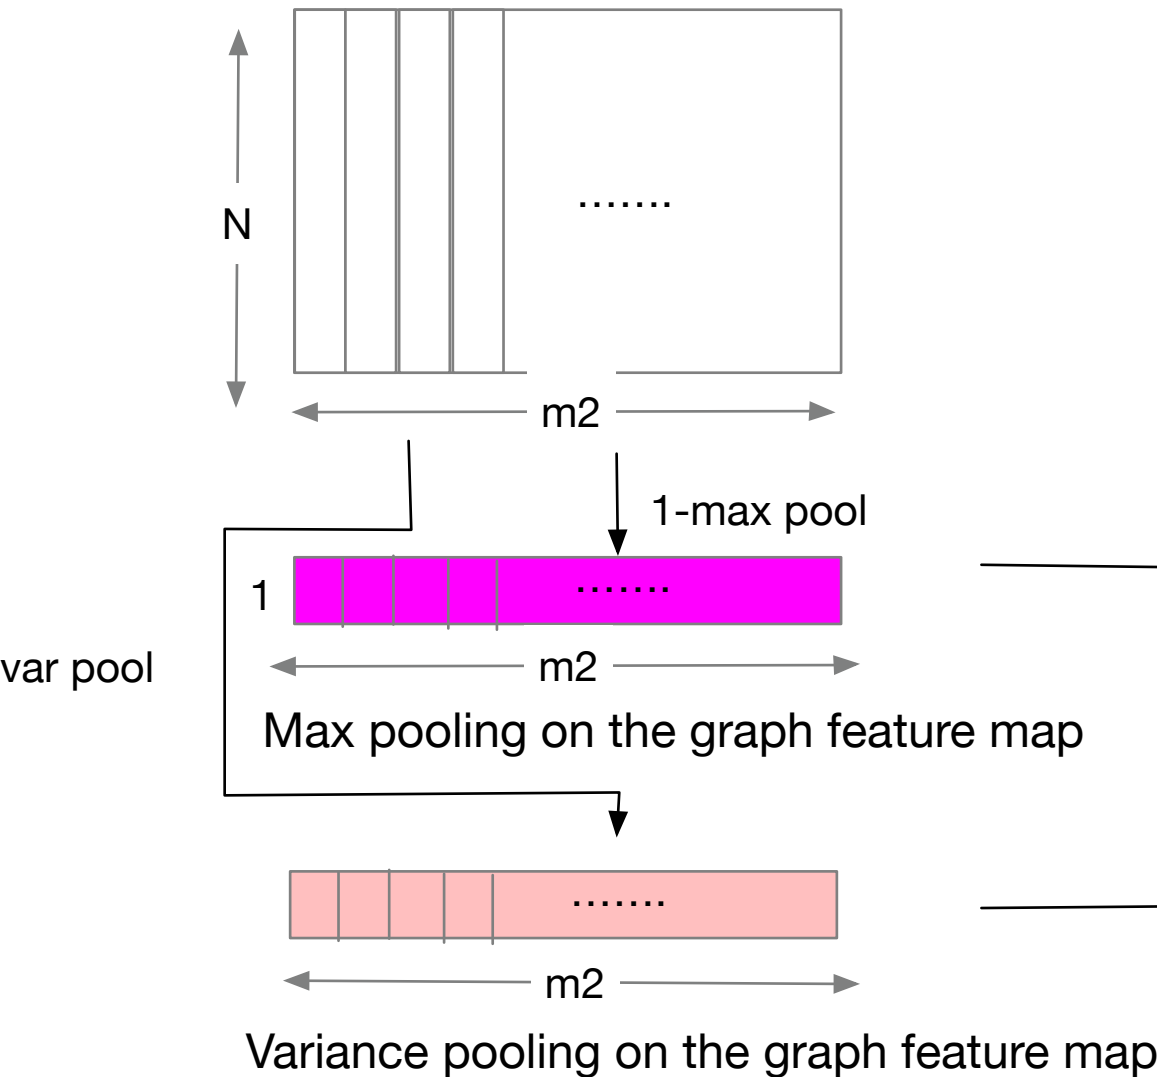 .......
N
m2
1-max pool
.......
1
m2
var pool
Max pooling on the graph feature map
.......
m2
Variance pooling on the graph feature map